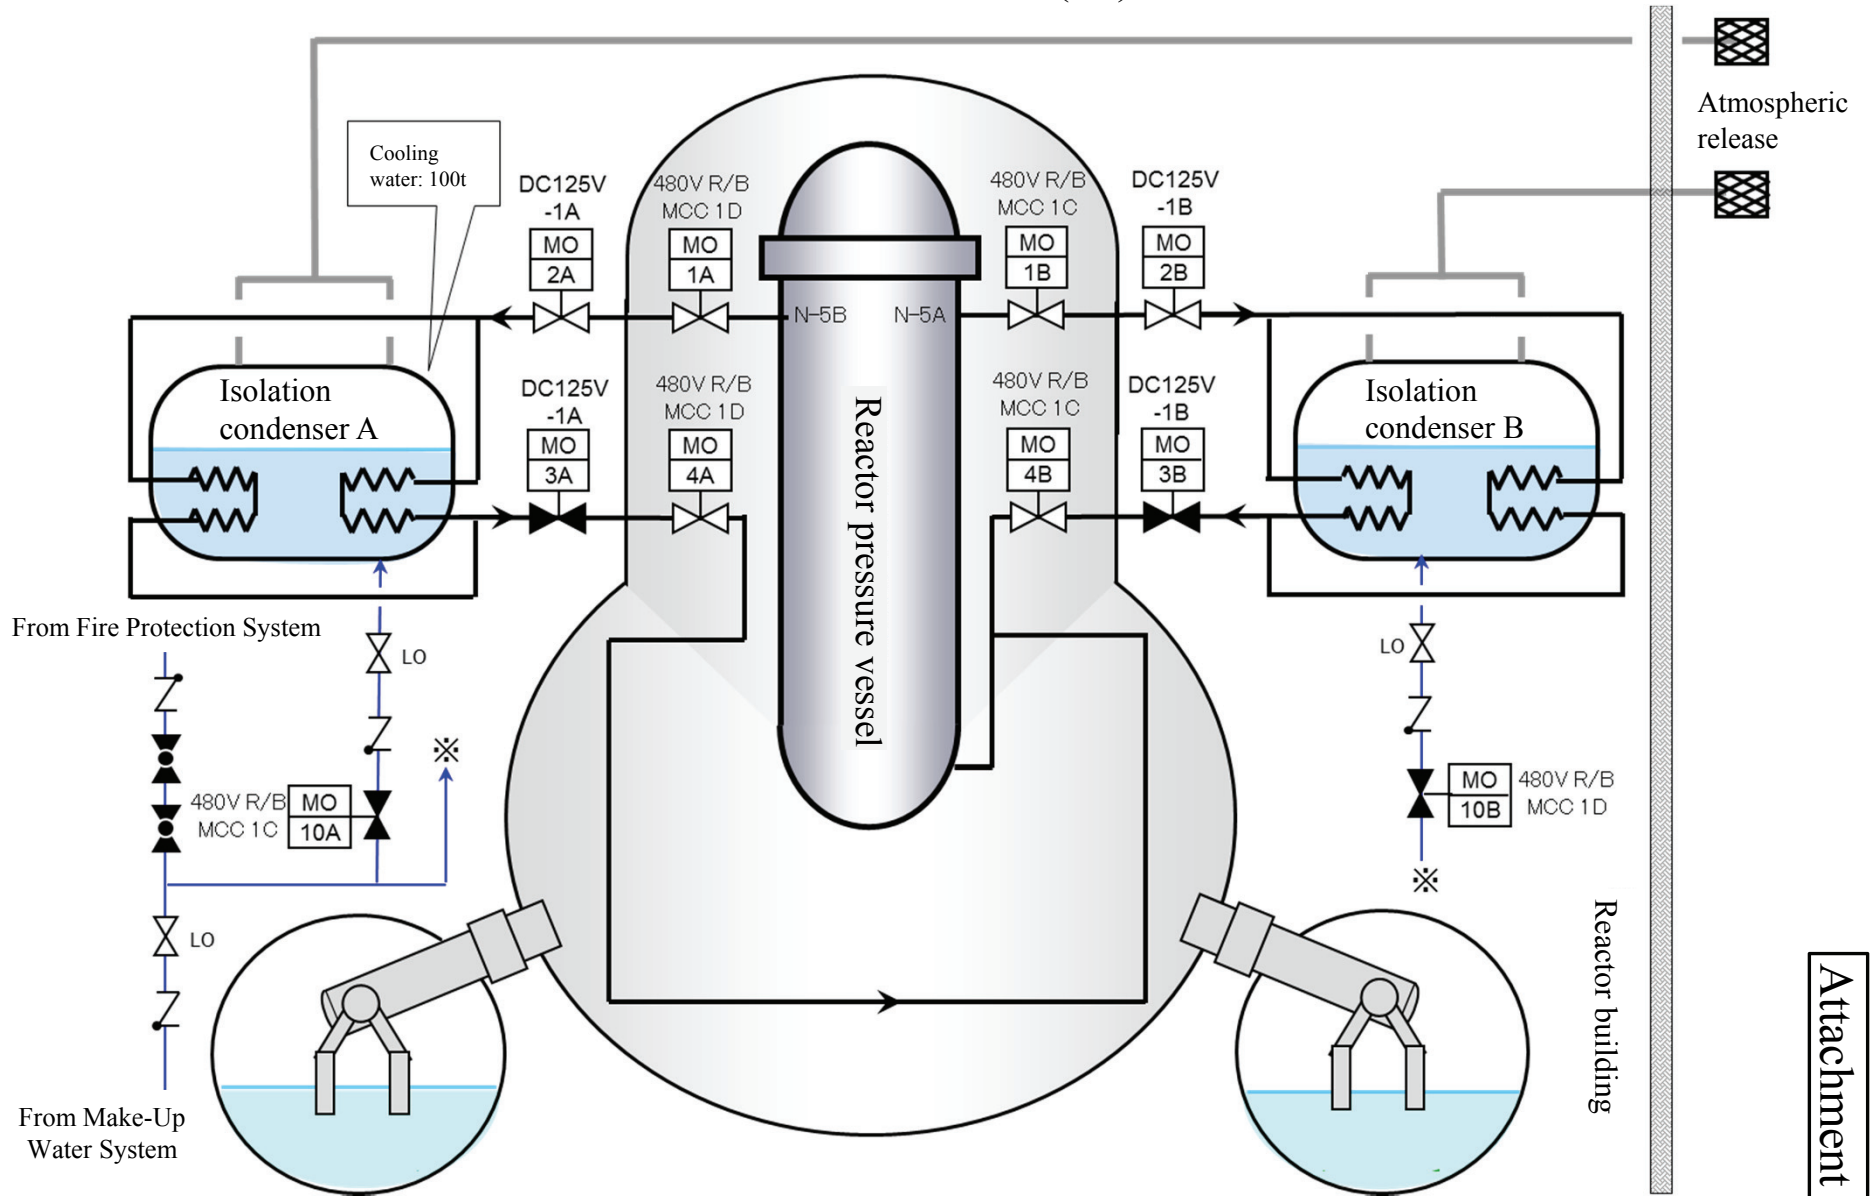 Atmospheric
release
Cooling
water: 100t
DC125V
-1A
MO
2A
480V R/B
MCC 1D
MO
1A
480V R/B
MCC 1C
MO
1B
DC125V
-1B
MO
2B
N-5B
N-5A
Isolation
condenser A
DC125V
-1A
MO
3A
480V R/B
MCC 1D
MO
4A
Reactor pressure vessel
480V R/B
MCC 1C
MO
4B
DC125V
-1B
MO
3B
Isolation
condenser B
From Fire Protection System
LO
LO
※
480V R/B
MCC 1C
MO
10A
MO
10B
480V R/B
MCC 1D
※
LO
Reactor building
From Make-Up
Water System
Attachment